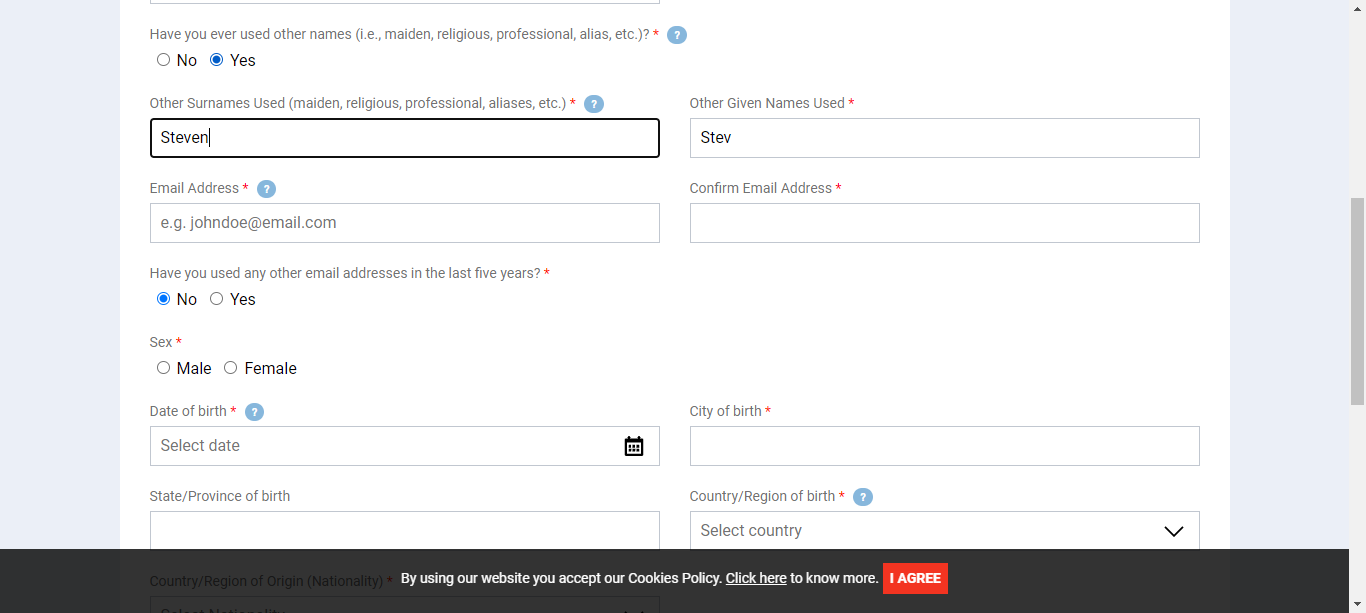 Have you ever used other names (i.e., maiden, religious, professional, alias, etc.)? * ?
No Yes
Other Surnames Used (maiden, religious, professional, aliases, etc.) * ? Other Given Names Used *
Steven Stev
Email Address * ? Confirm Email Address *
e.g. johndoe@email.com
Have you used any other email addresses in the last five years? *
No Yes
Sex *
Male Female
Date of birth * ? City of birth *
Select date
State/Province of birth Country/Region of birth * ?
Select country
Country/Region of Origin (Nationality) * By using our website you accept our Cookies Policy. Click here to know more. I AGREE
Select Nationality